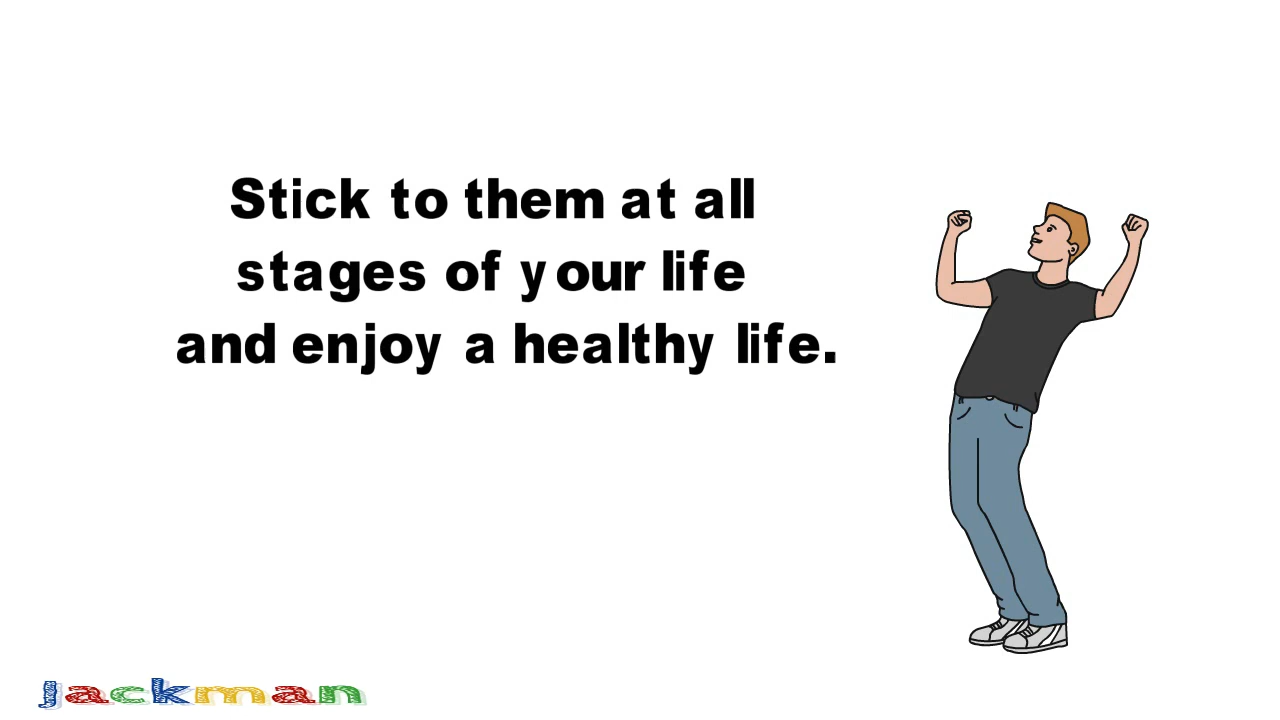 Stick to them at all
stages of your life
and enjoy a healthy life.
jackman